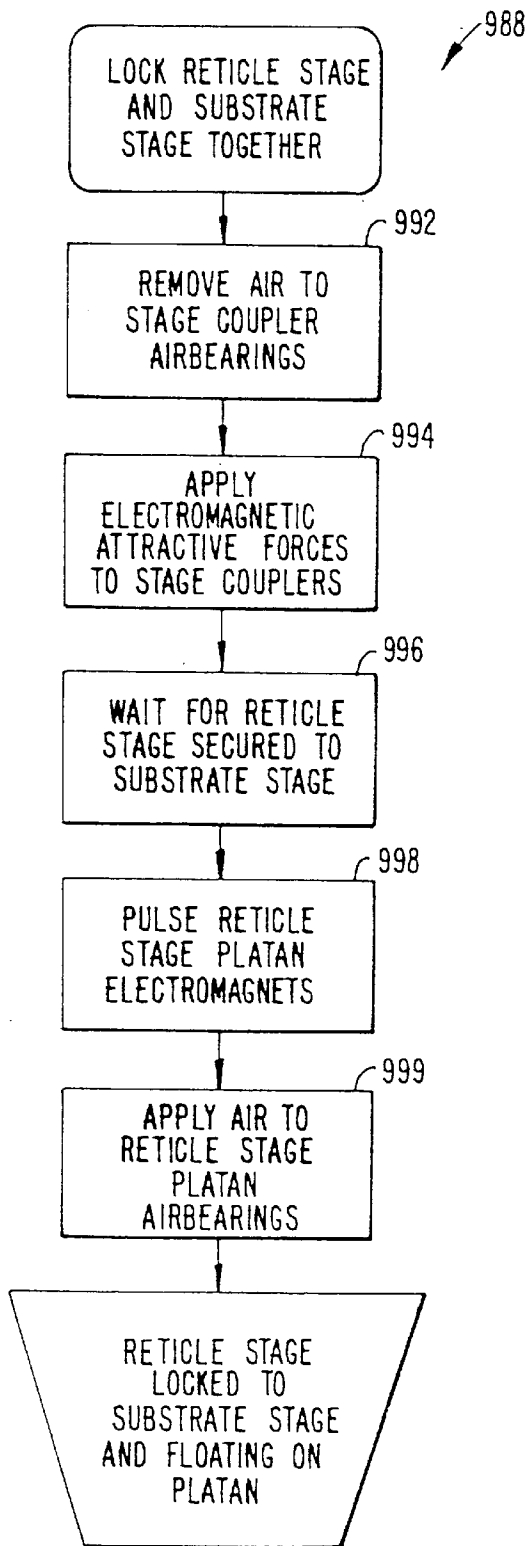 988
LOCK RETICLE STAGE
AND SUBSTRATE
STAGE TOGETHER
992
REMOVE AIR TO
STAGE COUPLER
AIRBEARINGS
994
APPLY
ELECTROMAGNETIC
ATTRACTIVE FORCES
TO STAGE COUPLERS
996
WAIT FOR RETICLE
STAGE SECURED TO
SUBSTRATE STAGE
998
PULSE RETICLE
STAGE PLATAN
ELECTROMAGNETS
999
APPLY AIR TO
RETICLE STAGE
PLATAN
AIRBEARINGS
RETICLE STAGE
LOCKED TO
SUBSTRATE STAGE
AND FLOATING ON
PLATAN